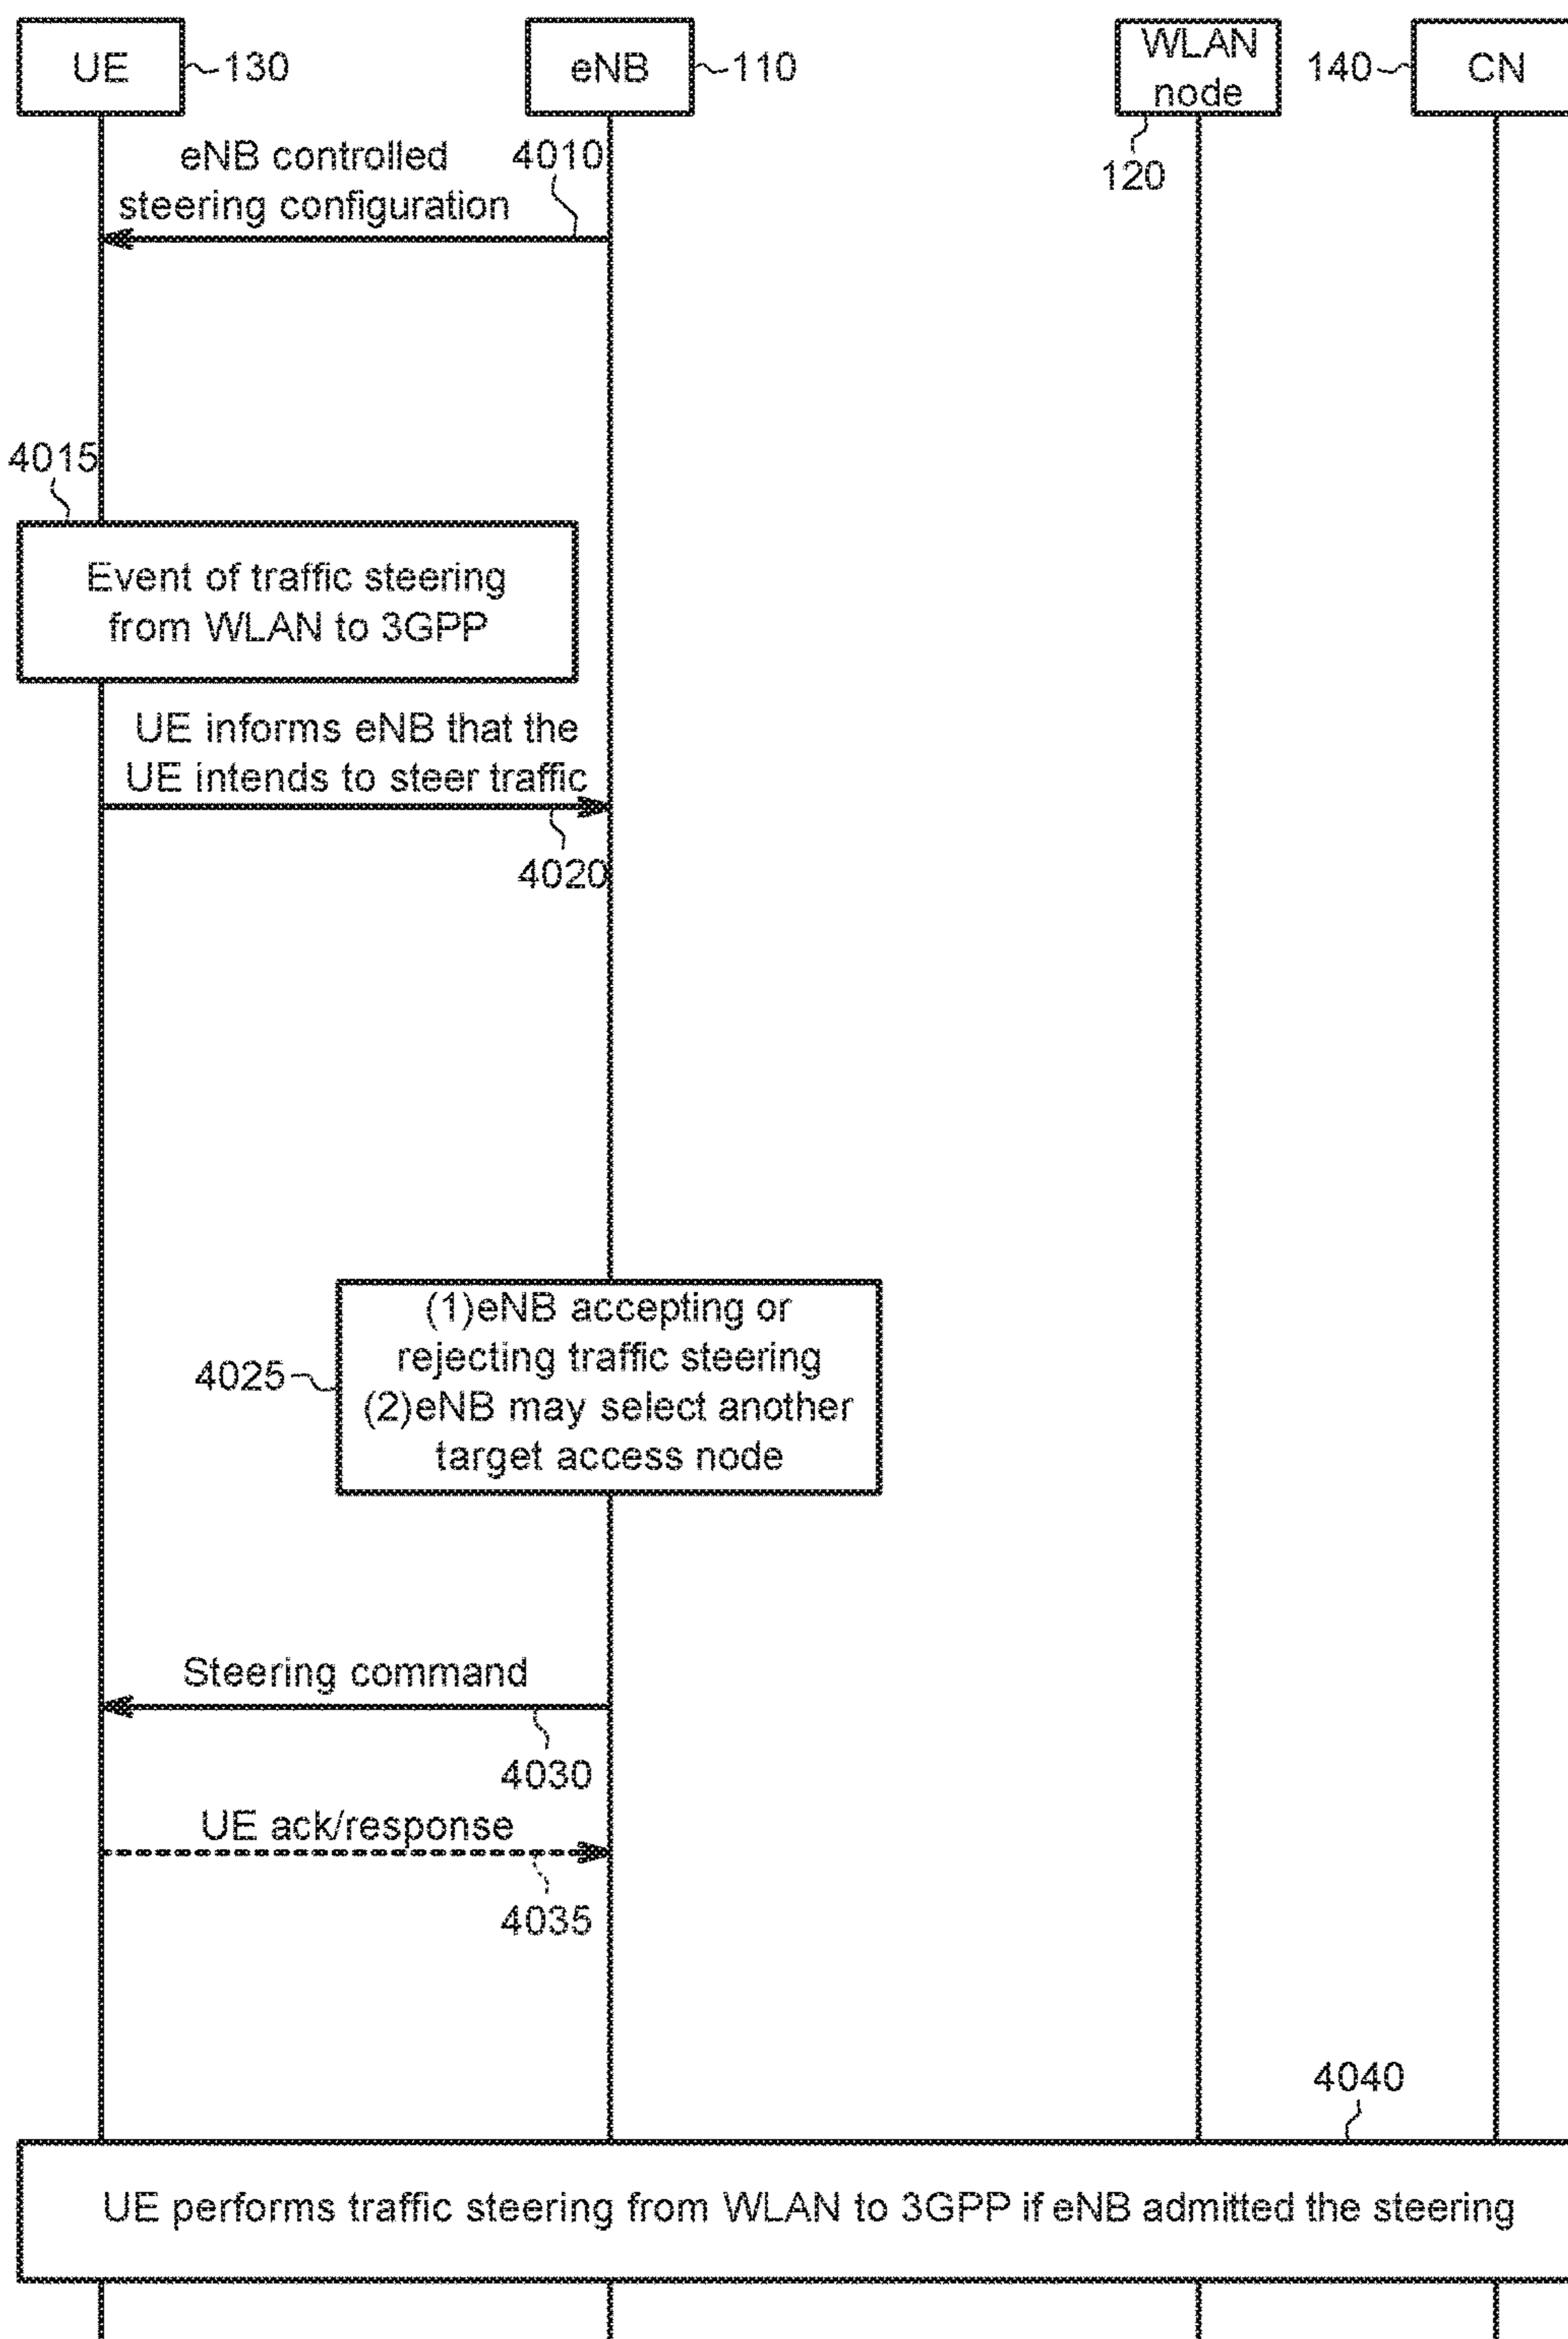 UE
130
eNB
110
WLAN
node
120
140
CN
eNB controlled
steering configuration
4010
4015
Event of traffic steering
from WLAN to 3GPP
UE informs eNB that the
UE intends to steer traffic
4020
(1)eNB accepting or
rejecting traffic steering
(2)eNB may select another
target access node
4025
Steering command
4030
UE ack/response
4035
4040
UE performs traffic steering from WLAN to 3GPP if eNB admitted the steering